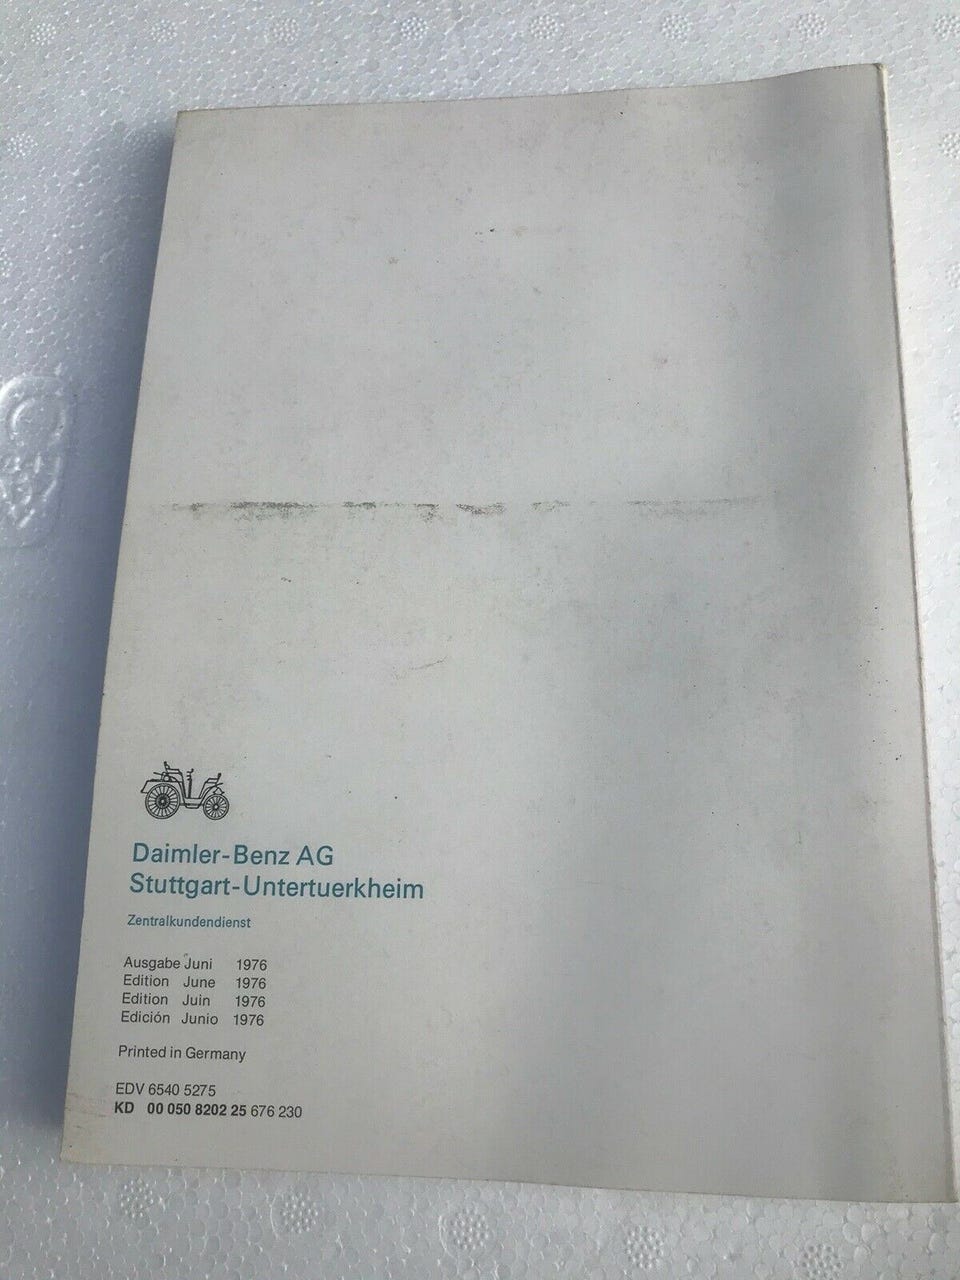 Daimler-Benz AG
Stuttgart-Untertuerkheim
Zentralkundendienst
Ausgabe Juni 1976
Edition June 1976
Edition Juin 1976
Edición Junio 1976
Printed in Germany
EDV 6540 5275
KD 00 050 8202 25 676 230